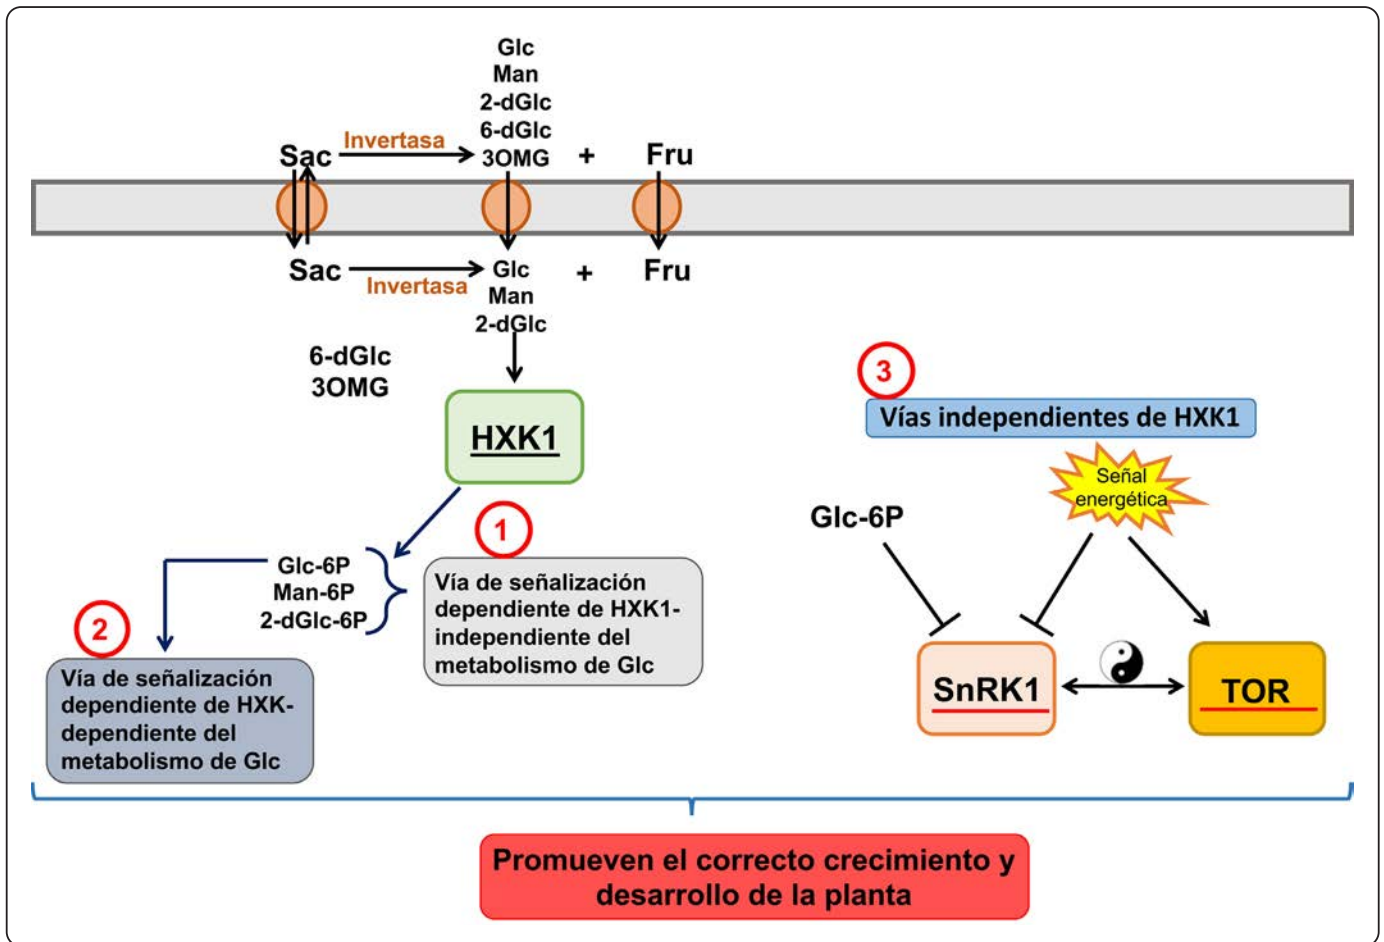 Glc
Man
2-dGlc
6-dGlc
3OMG
Sac
Invertasa
+
Fru
Sac
Invertasa
Glc
Man
2-dGlc
+
Fru
6-dGlc
3OMG
HXK1
1
Glc-6P
Man-6P
2-dGlc-6P
Vía de señalización
dependiente de HXK1-
independiente del
metabolismo de Glc
2
Vía de señalización
dependiente de HXK-
dependiente del
metabolismo de Glc
3
Vías independientes de HXK1
Señal
energética
Glc-6P
SnRK1
TOR
Promueven el correcto crecimiento y
desarrollo de la planta